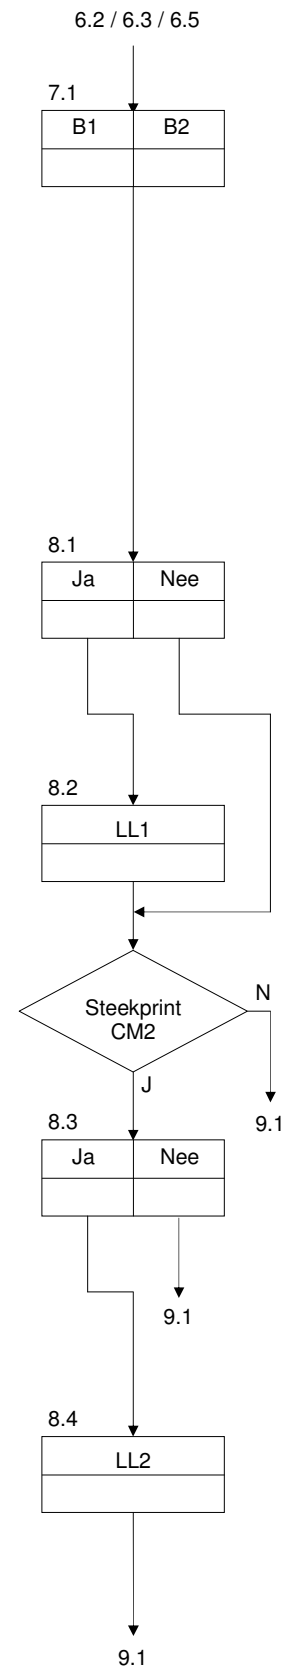 6.2 / 6.3 / 6.5
7.1
B1 B2
8.1
Ja Nee
8.2
LL1
Steekprint
CM2
N
J
9.1
8.3
Ja Nee
9.1
8.4
LL2
9.1